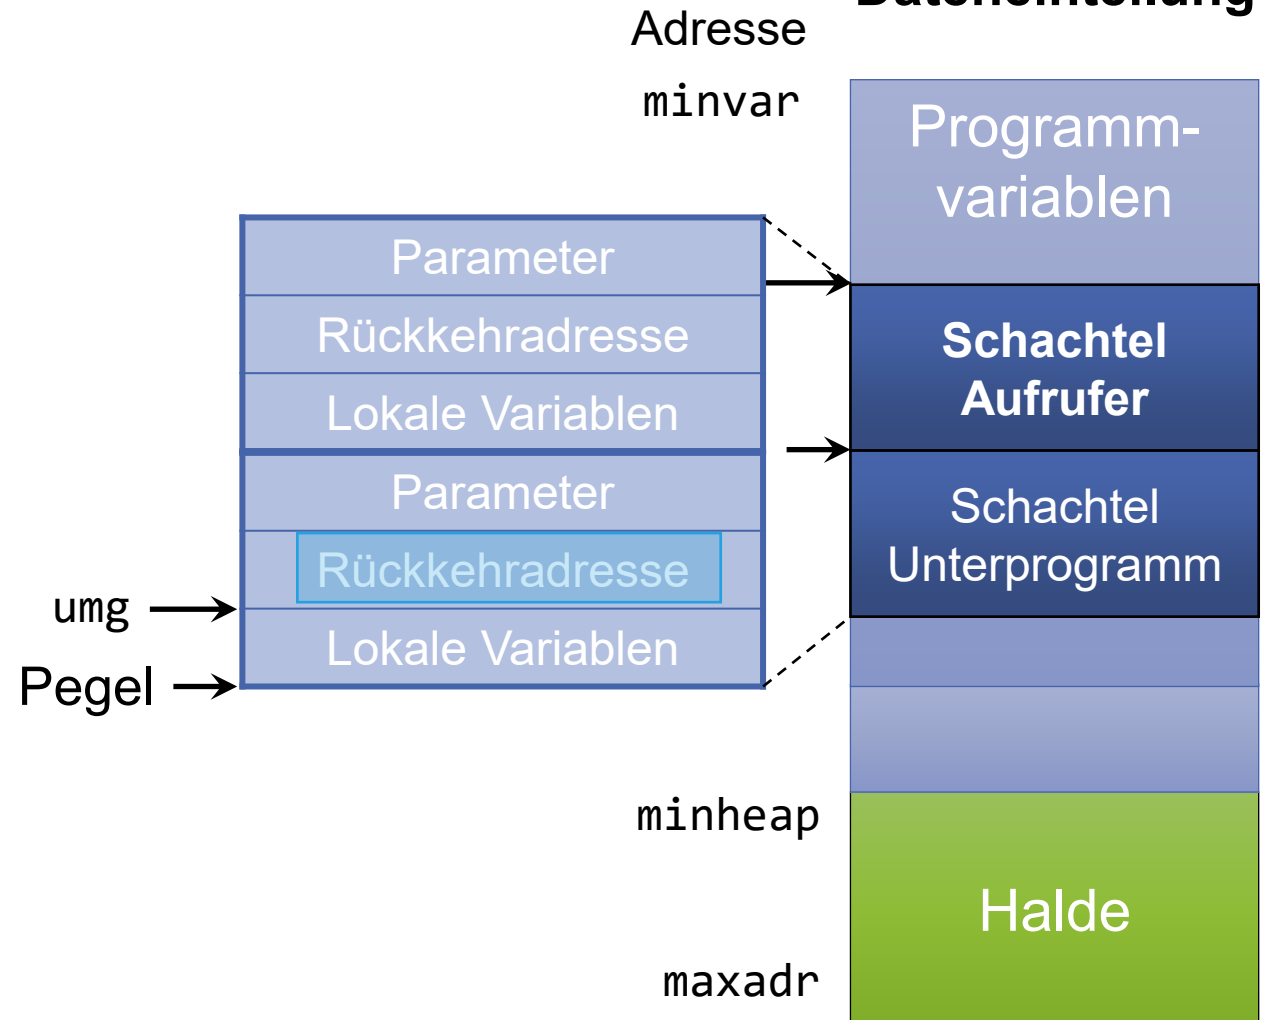 Dateneinteilung
Adresse
minvar
Programm-
variablen
Parameter
Rückkehradresse
Lokale Variablen
Schachtel
Aufrufer
Parameter
Rückkehradresse
Lokale Variablen
Schachtel
Unterprogramm
umg
Pegel
minheap
Halde
maxadr